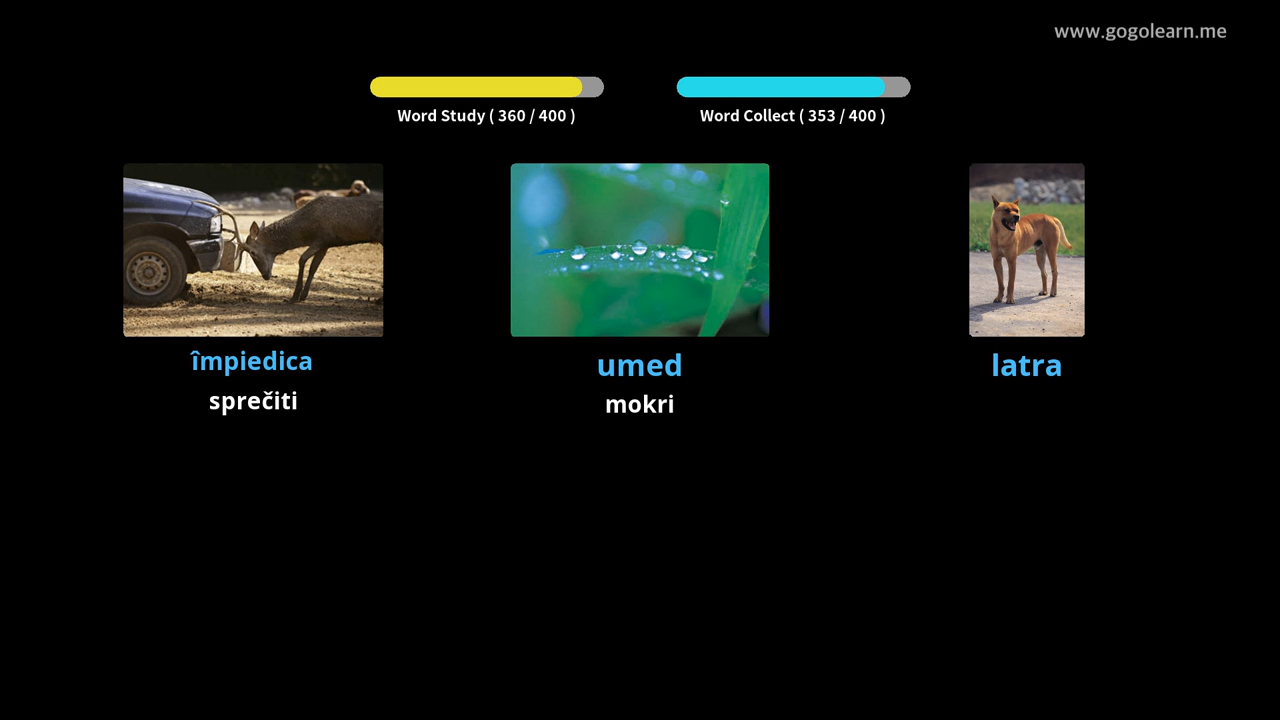 www.gogolearn.me
Word Study ( 360 / 400 )
Word Collect ( 353 / 400 )
împiedica
sprečiti
umed
mokri
latra